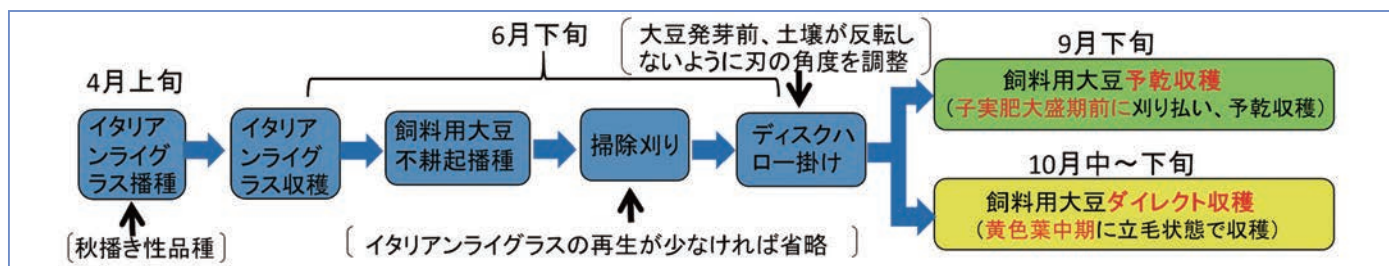 6月下旬
大豆発芽前、土壌が反転し
ないように刃の角度を調整
9月下旬
4月上旬
イタリア
ンライグ
ラス播種
イタリア
ンライグ
ラス収穫
飼料用大豆
不耕起播種
掃除刈り
ディスクハ
ロー掛け
飼料用大豆予乾収穫
（子実肥大盛期前に刈り払い、予乾収穫）
10月中～下旬
飼料用大豆ダイレクト収穫
（黄色葉中期に立毛状態で収穫）
秋播き性品種
イタリアンライグラスの再生が少なければ省略